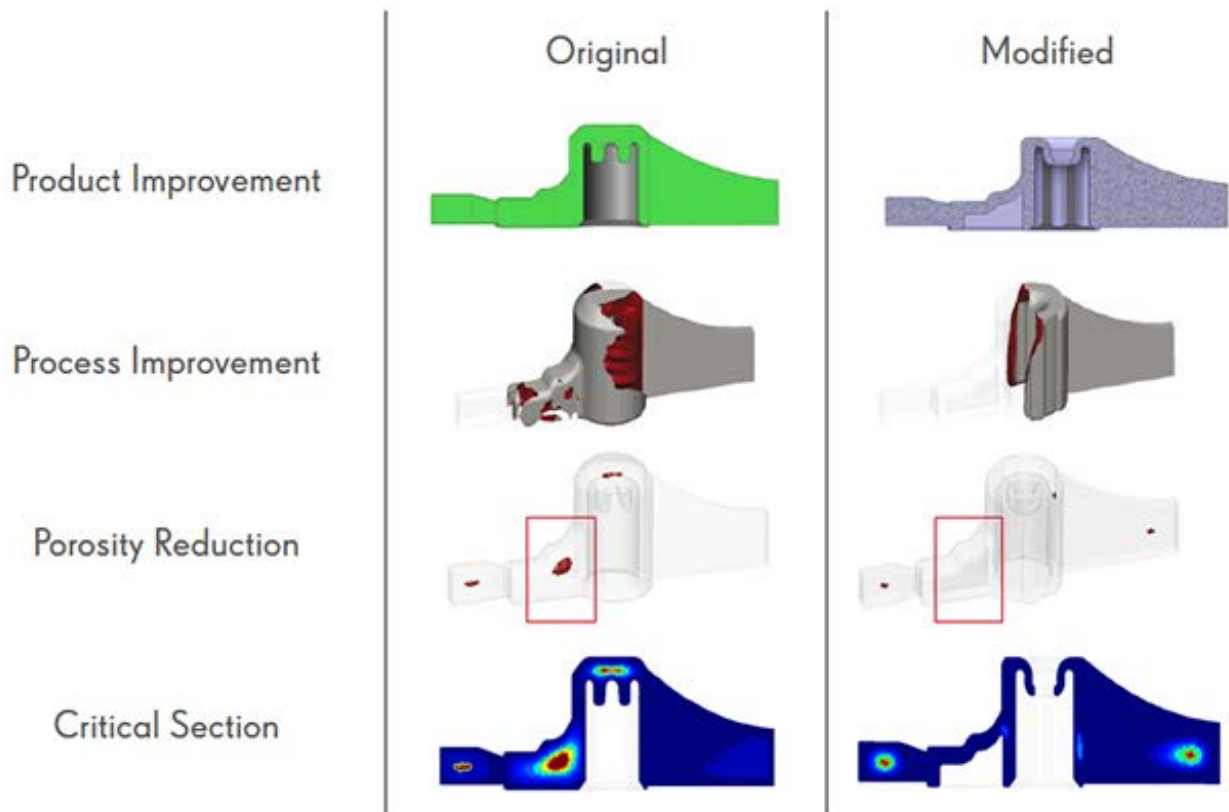 Original
Modified
Product Improvement
Process Improvement
Porosity Reduction
Critical Section